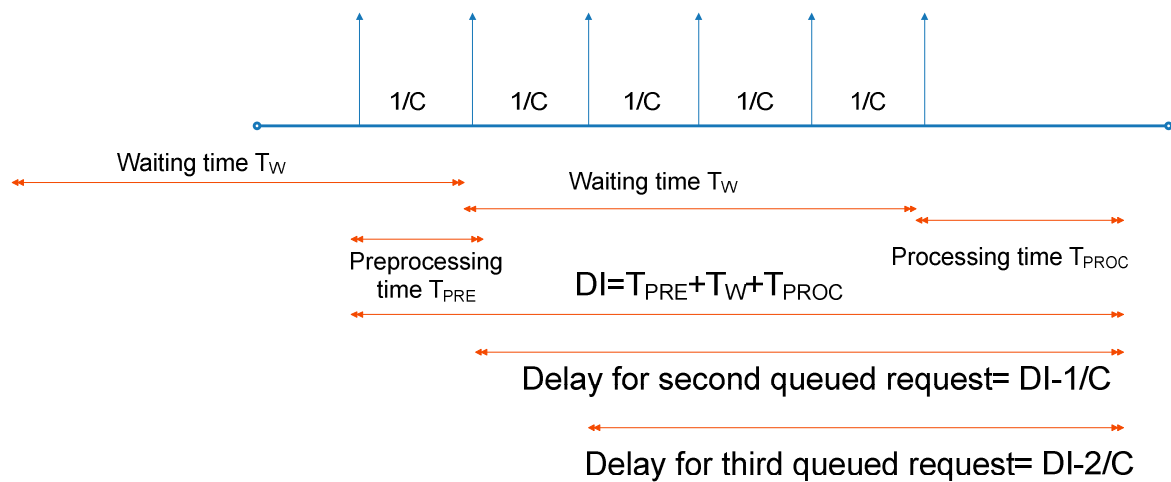 1/C 1/C 1/C 1/C 1/C
Waiting time TW
Waiting time TW
Preprocessing
time TPRE
Processing time TPROC
DI=TPRE+TW+TPROC
Delay for second queued request= DI-1/C
Delay for third queued request= DI-2/C